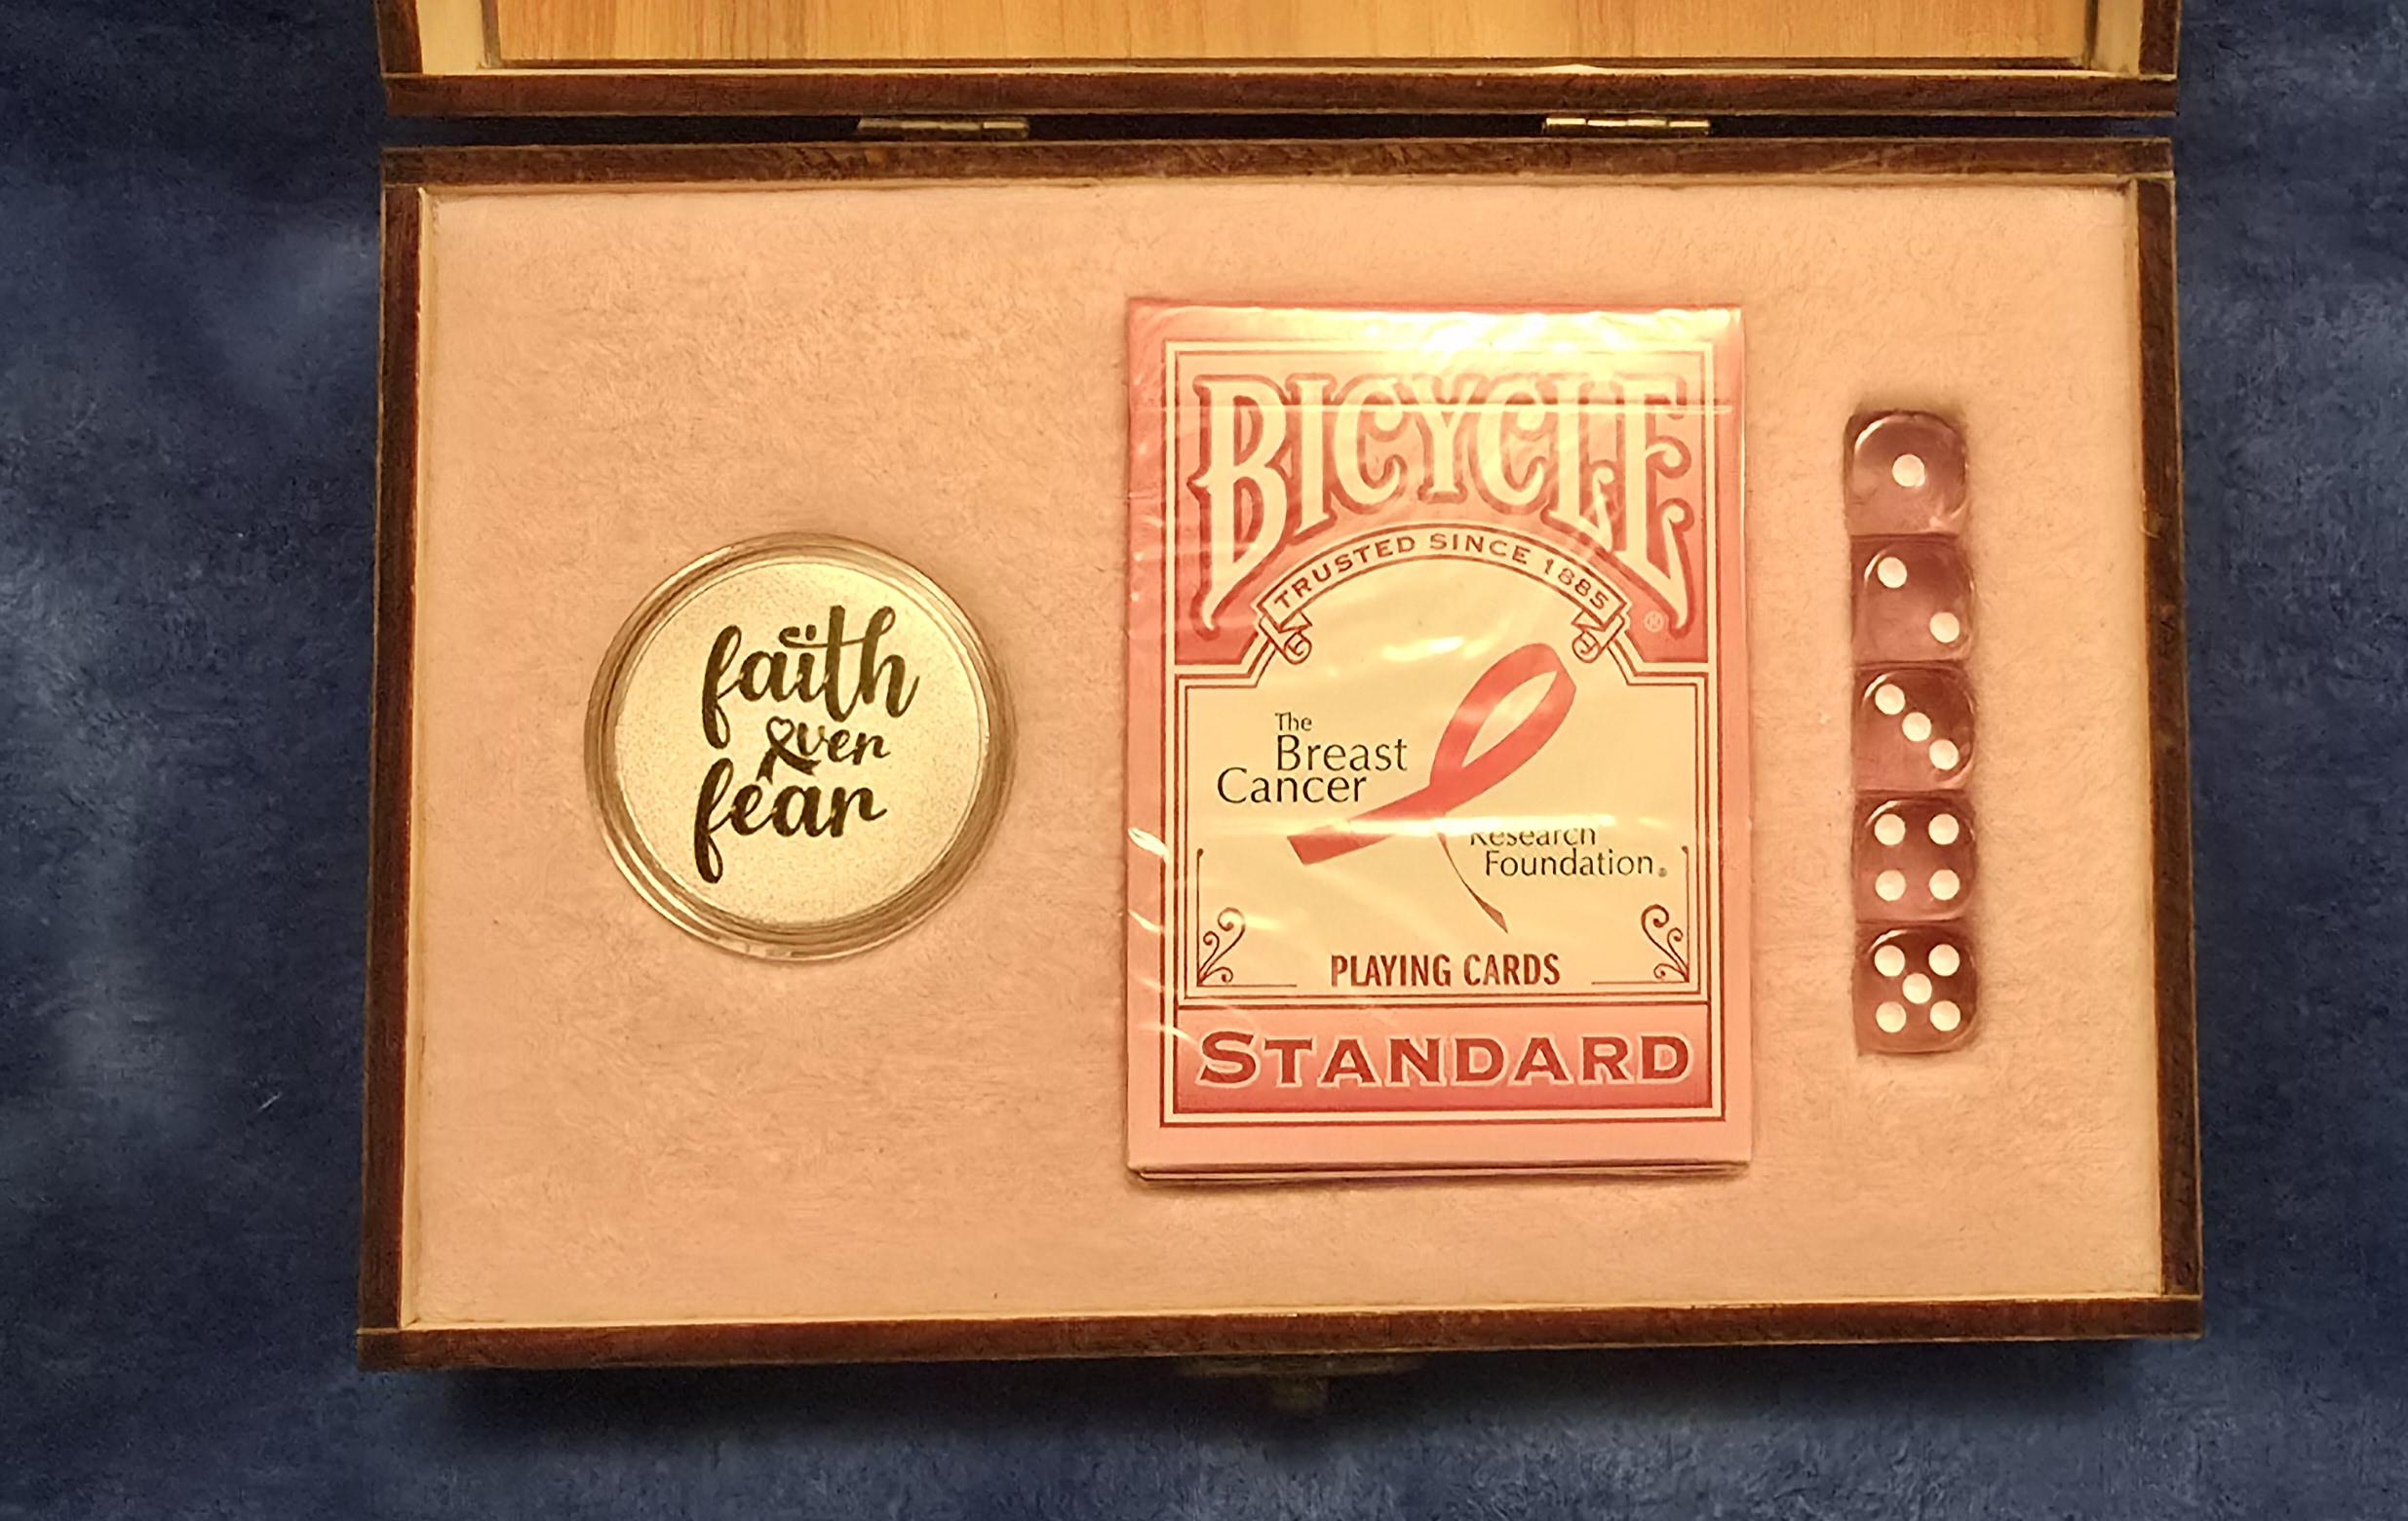 faith
over
fear
BICYCLE
TRUSTED SINCE 1885
®
The
Breast
Cancer
Research
Foundation®
PLAYING CARDS
STANDARD